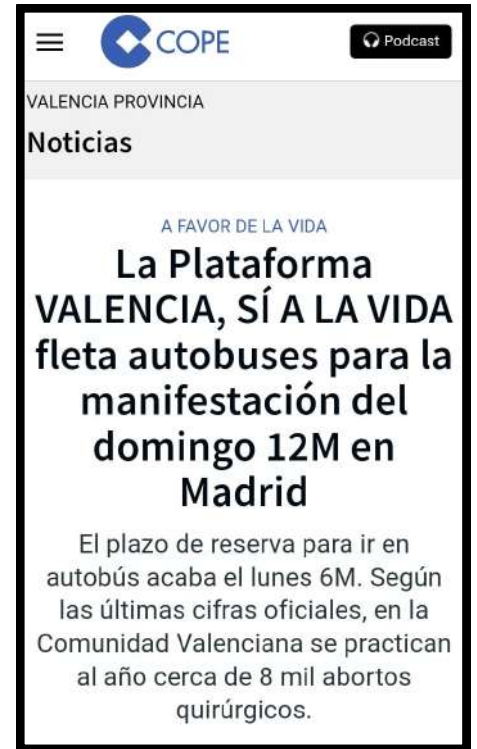 COPE
Podcast
VALENCIA PROVINCIA
Noticias
A FAVOR DE LA VIDA
La Plataforma
VALENCIA, SÍ A LA VIDA
fleta autobuses para la
manifestación del
domingo 12M en
Madrid
El plazo de reserva para ir en
autobús acaba el lunes 6M. Según
las últimas cifras oficiales, en la
Comunidad Valenciana se practican
al año cerca de 8 mil abortos
quirúrgicos.